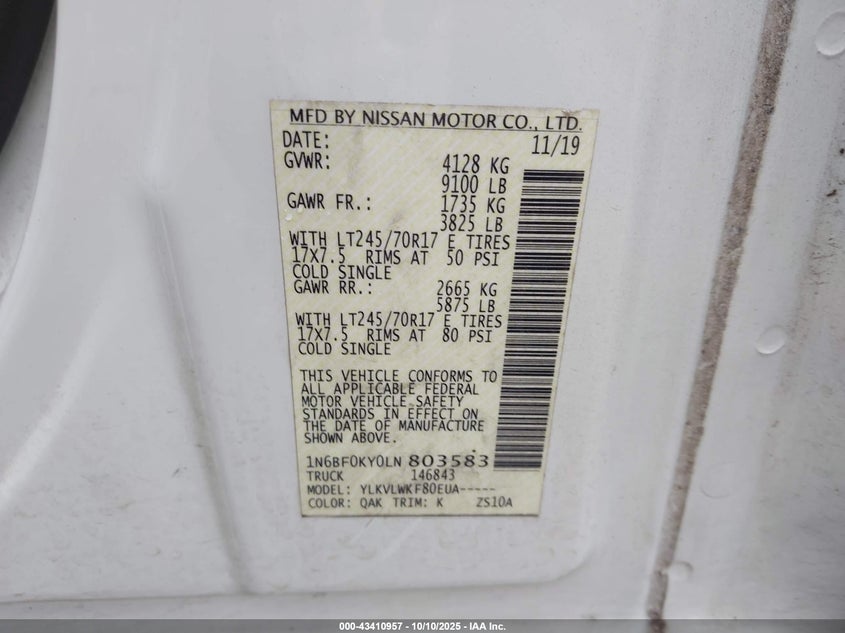 MFD BY NISSAN MOTOR CO., LTD.
DATE: 11/19
GVWR: 4128 KG
9100 LB
GAWR FR.: 1735 KG
3825 LB
WITH LT245/70R17 E TIRES
17X7.5 RIMS AT 50 PSI
COLD SINGLE
GAWR RR.: 2665 KG
5875 LB
WITH LT245/70R17 E TIRES
17X7.5 RIMS AT 80 PSI
COLD SINGLE
THIS VEHICLE CONFORMS TO
ALL APPLICABLE FEDERAL
MOTOR VEHICLE SAFETY
STANDARDS IN EFFECT ON
THE DATE OF MANUFACTURE
SHOWN ABOVE.
1N6BF0KY0LN 803583
TRUCK 146843
MODEL: YLKVLWKF80EUA-----
COLOR: QAK TRIM: K ZS10A
000-43410957 - 10/10/2025 - IAA Inc.